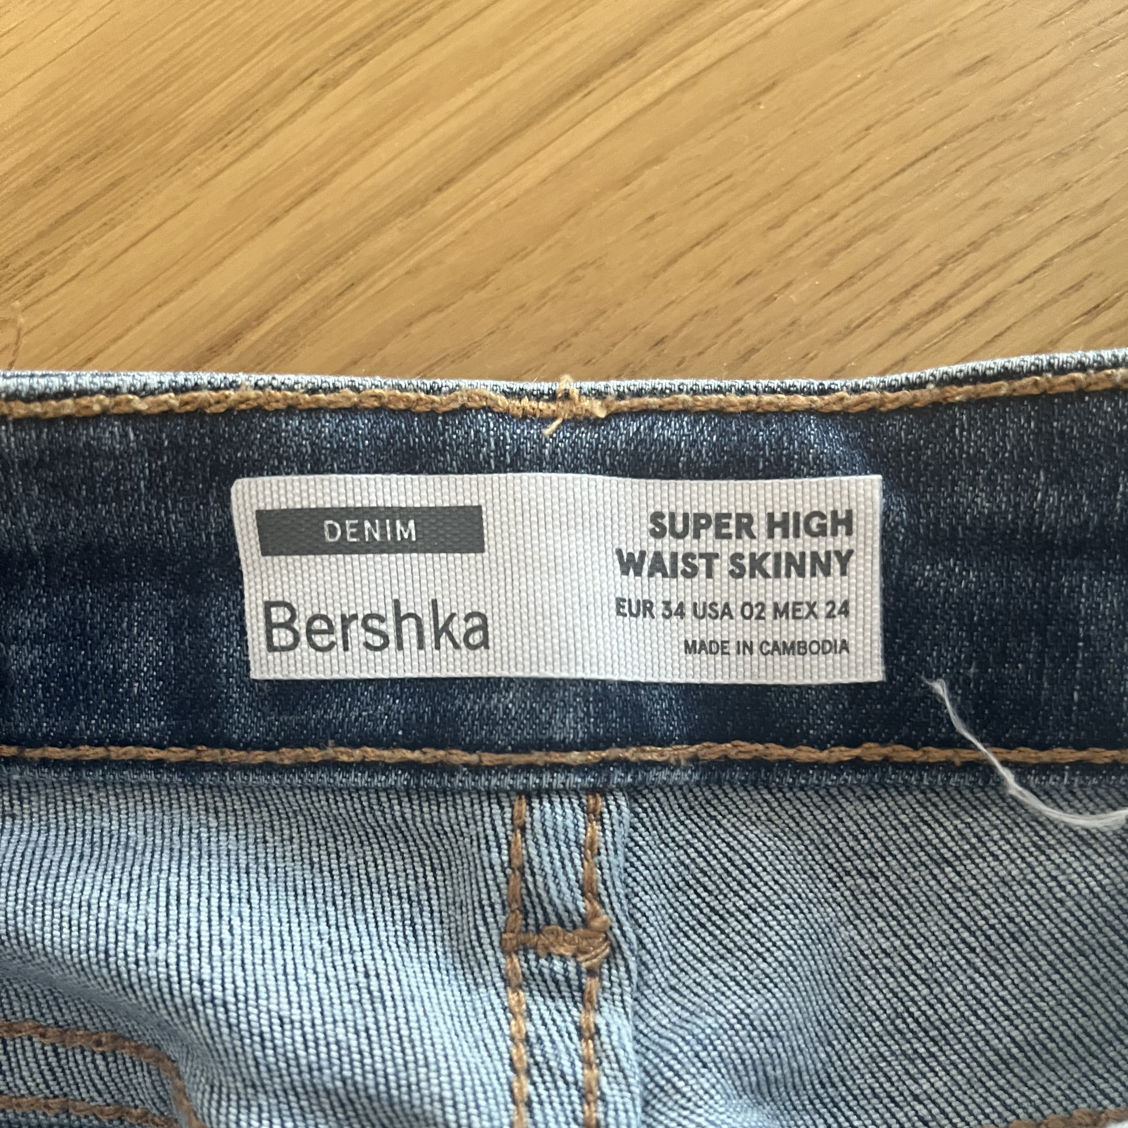 DENIM
Bershka
SUPER HIGH
WAIST SKINNY
EUR 34 USA 02 MEX 24
MADE IN CAMBODIA